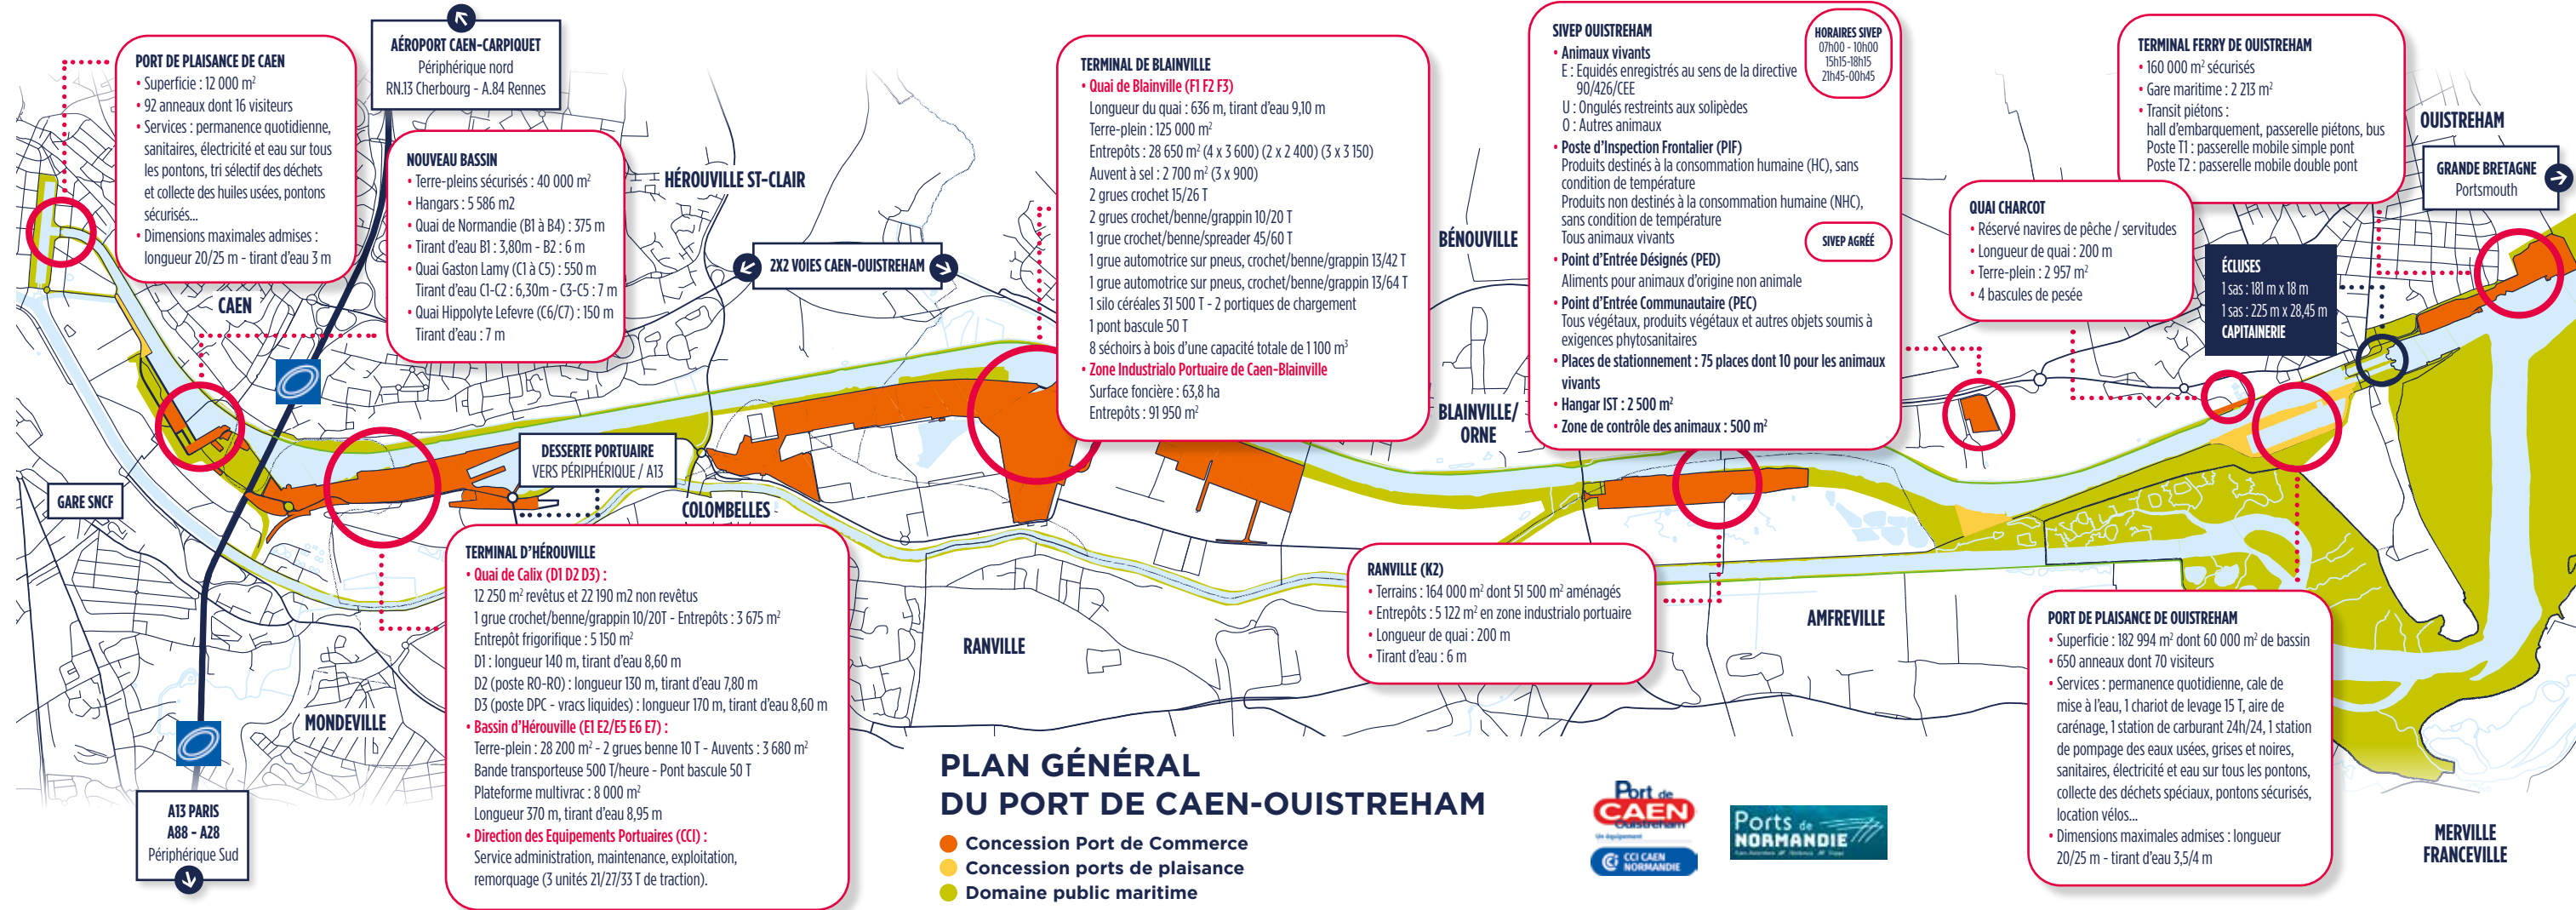 PORT DE PLAISANCE DE CAEN
• Superficie : 12 000 m²
• 92 anneaux dont 16 visiteurs
• Services : permanence quotidienne,
sanitaires, électricité et eau sur tous
les pontons, tri sélectif des déchets
et collecte des huiles usées, pontons
sécurisés...
• Dimensions maximales admises :
longueur 20/25 m - tirant d'eau 3 m
AÉROPORT CAEN-CARPIQUET
Périphérique nord
RN.13 Cherbourg - A.84 Rennes
NOUVEAU BASSIN
• Terre-pleins sécurisés : 40 000 m²
• Hangars : 5 586 m2
• Quai de Normandie (B1 à B4) : 375 m
• Tirant d'eau B1 : 3,80m - B2 : 6 m
• Quai Gaston Lamy (C1 à C5) : 550 m
Tirant d'eau C1-C2 : 6,30m - C3-C5 : 7 m
• Quai Hippolyte Lefevre (C6/C7) : 150 m
Tirant d'eau : 7 m
CAEN
HÉROUVILLE ST-CLAIR
2X2 VOIES CAEN-OUISTREHAM
TERMINAL DE BLAINVILLE
• Quai de Blainville (F1 F2 F3)
Longueur du quai : 636 m, tirant d'eau 9,10 m
Terre-plein : 125 000 m²
Entrepôts : 28 650 m² (4 x 3 600) (2 x 2 400) (3 x 3 150)
Auvent à sel : 2 700 m² (3 x 900)
2 grues crochet 15/26 T
2 grues crochet/benne/grappin 10/20 T
1 grue crochet/benne/spreader 45/60 T
1 grue automotrice sur pneus, crochet/benne/grappin 13/42 T
1 grue automotrice sur pneus, crochet/benne/grappin 13/64 T
1 silo céréales 31 500 T - 2 portiques de chargement
1 pont bascule 50 T
8 séchoirs à bois d'une capacité totale de 1 100 m³
• Zone Industrialo Portuaire de Caen-Blainville
Surface foncière : 63,8 ha
Entrepôts : 91 950 m²
BÉNOUVILLE
BLAINVILLE/
ORNE
SIVEP OUISTREHAM
• Animaux vivants
E : Equidés enregistrés au sens de la directive
90/426/CEE
U : Ongulés restreints aux solipèdes
O : Autres animaux
• Poste d'Inspection Frontalier (PIF)
Produits destinés à la consommation humaine (HC), sans
condition de température
Produits non destinés à la consommation humaine (NHC),
sans condition de température
Tous animaux vivants
• Point d'Entrée Désignés (PED)
Aliments pour animaux d'origine non animale
• Point d'Entrée Communautaire (PEC)
Tous végétaux, produits végétaux et autres objets soumis à
exigences phytosanitaires
• Places de stationnement : 75 places dont 10 pour les animaux
vivants
• Hangar IST : 2 500 m²
• Zone de contrôle des animaux : 500 m²
HORAIRES SIVEP
07h00 - 10h00
15h15-18h15
21h45-00h45
SIVEP AGRÉÉ
TERMINAL FERRY DE OUISTREHAM
• 160 000 m² sécurisés
• Gare maritime : 2 213 m²
• Transit piétons :
hall d'embarquement, passerelle piétons, bus
Poste T1 : passerelle mobile simple pont
Poste T2 : passerelle mobile double pont
OUISTREHAM
GRANDE BRETAGNE
Portsmouth
QUAI CHARCOT
• Réservé navires de pêche / servitudes
• Longueur de quai : 200 m
• Terre-plein : 2 957 m²
• 4 bascules de pesée
ÉCLUSES
1 sas : 181 m x 18 m
1 sas : 225 m x 28,45 m
CAPITAINERIE
GARE SNCF
DESSERTE PORTUAIRE
VERS PÉRIPHÉRIQUE / A13
COLOMBELLES
TERMINAL D'HÉROUVILLE
• Quai de Calix (D1 D2 D3) :
12 250 m² revêtus et 22 190 m2 non revêtus
1 grue crochet/benne/grappin 10/20T - Entrepôts : 3 675 m²
Entrepôt frigorifique : 5 150 m²
D1 : longueur 140 m, tirant d'eau 8,60 m
D2 (poste RO-RO) : longueur 130 m, tirant d'eau 7,80 m
D3 (poste DPC - vracs liquides) : longueur 170 m, tirant d'eau 8,60 m
• Bassin d'Hérouville (E1 E2/E5 E6 E7) :
Terre-plein : 28 200 m² - 2 grues benne 10 T - Auvents : 3 680 m²
Bande transporteuse 500 T/heure - Pont bascule 50 T
Plateforme multivrac : 8 000 m²
Longueur 370 m, tirant d'eau 8,95 m
• Direction des Equipements Portuaires (CCI) :
Service administration, maintenance, exploitation,
remorquage (3 unités 21/27/33 T de traction).
MONDEVILLE
A13 PARIS
A88 - A28
Périphérique Sud
RANVILLE
RANVILLE (K2)
• Terrains : 164 000 m² dont 51 500 m² aménagés
• Entrepôts : 5 122 m² en zone industrialo portuaire
• Longueur de quai : 200 m
• Tirant d'eau : 6 m
AMFREVILLE
PORT DE PLAISANCE DE OUISTREHAM
• Superficie : 182 994 m² dont 60 000 m² de bassin
• 650 anneaux dont 70 visiteurs
• Services : permanence quotidienne, cale de
mise à l'eau, 1 chariot de levage 15 T, aire de
carénage, 1 station de carburant 24h/24, 1 station
de pompage des eaux usées, grises et noires,
sanitaires, électricité et eau sur tous les pontons,
collecte des déchets spéciaux, pontons sécurisés,
location vélos...
• Dimensions maximales admises : longueur
20/25 m - tirant d'eau 3,5/4 m
MERVILLE
FRANCEVILLE
PLAN GÉNÉRAL
DU PORT DE CAEN-OUISTREHAM
Concession Port de Commerce
Concession ports de plaisance
Domaine public maritime
Port de
CAEN
Ouistreham
Un équipement
CCI CAEN
NORMANDIE
Ports de
NORMANDIE